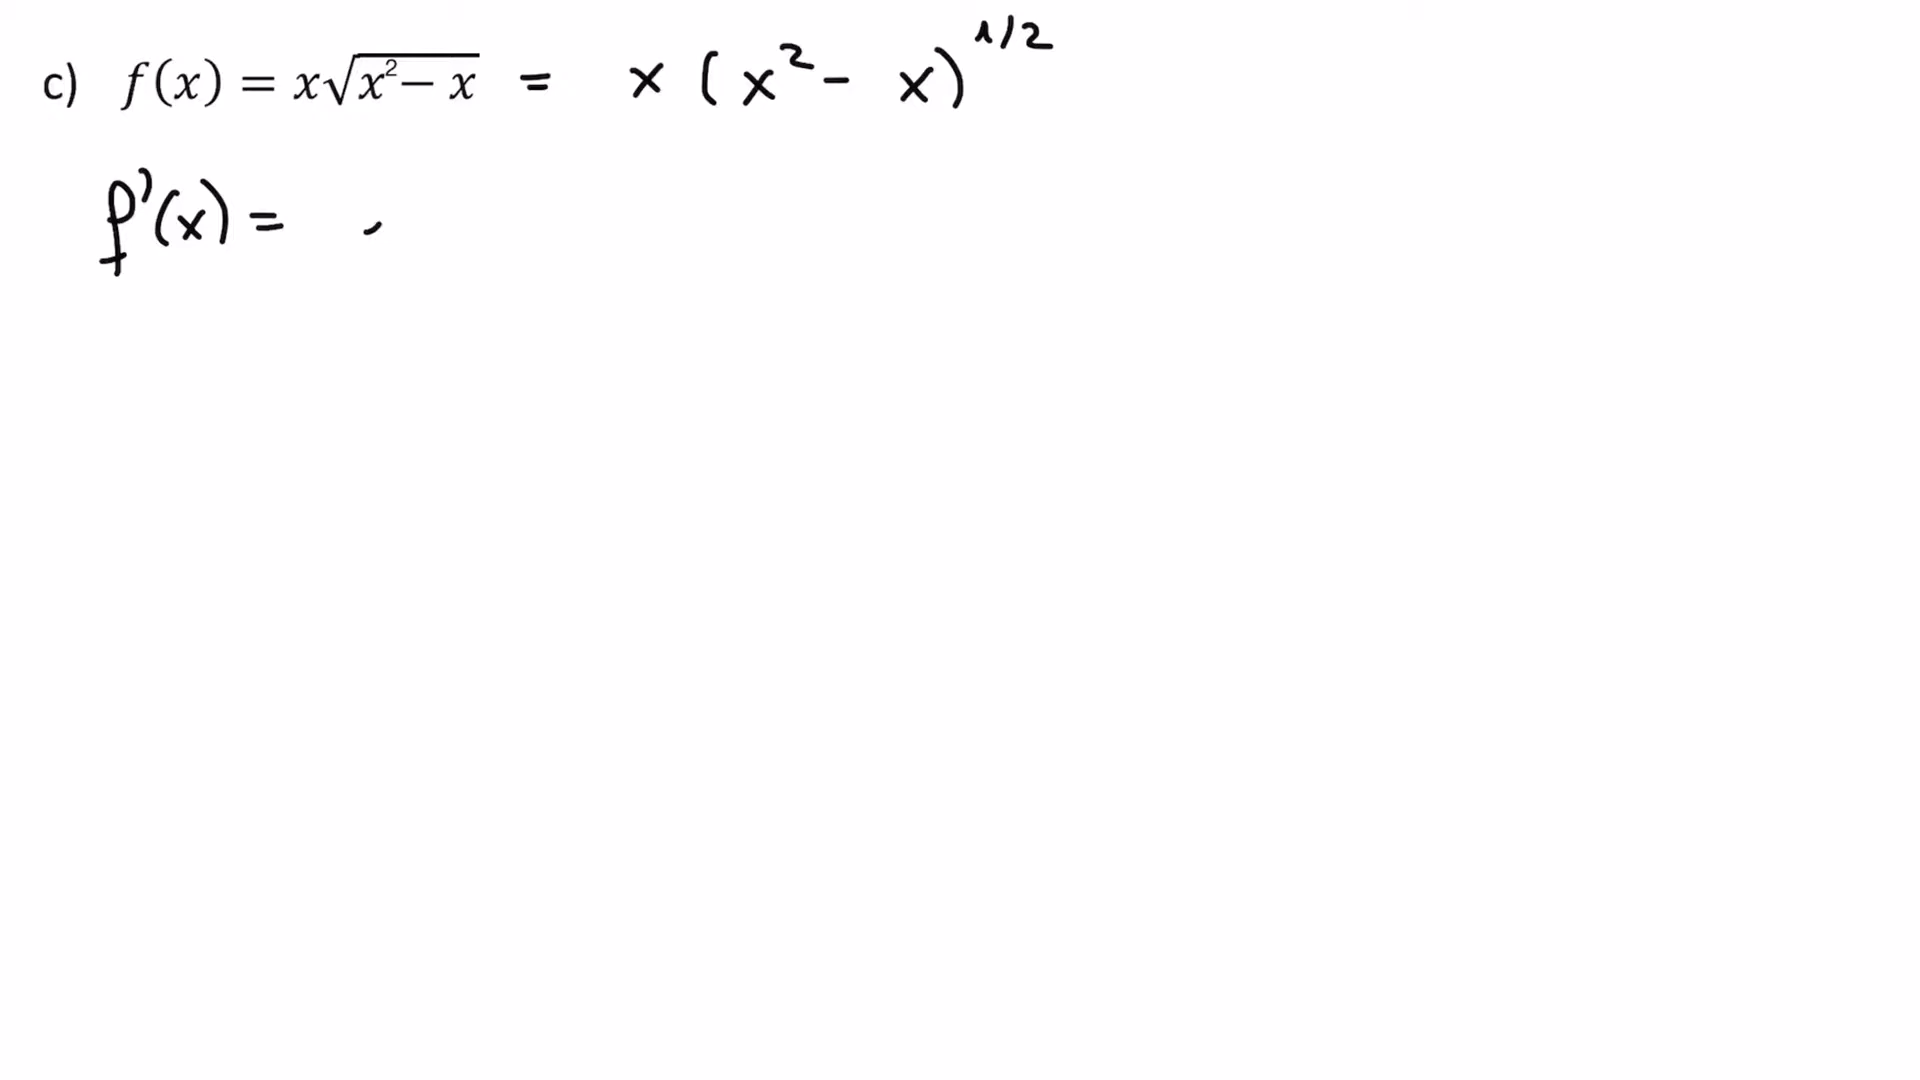 c) f(x) = x√(x²− x) = x (x² - x)^1/2
f'(x) =